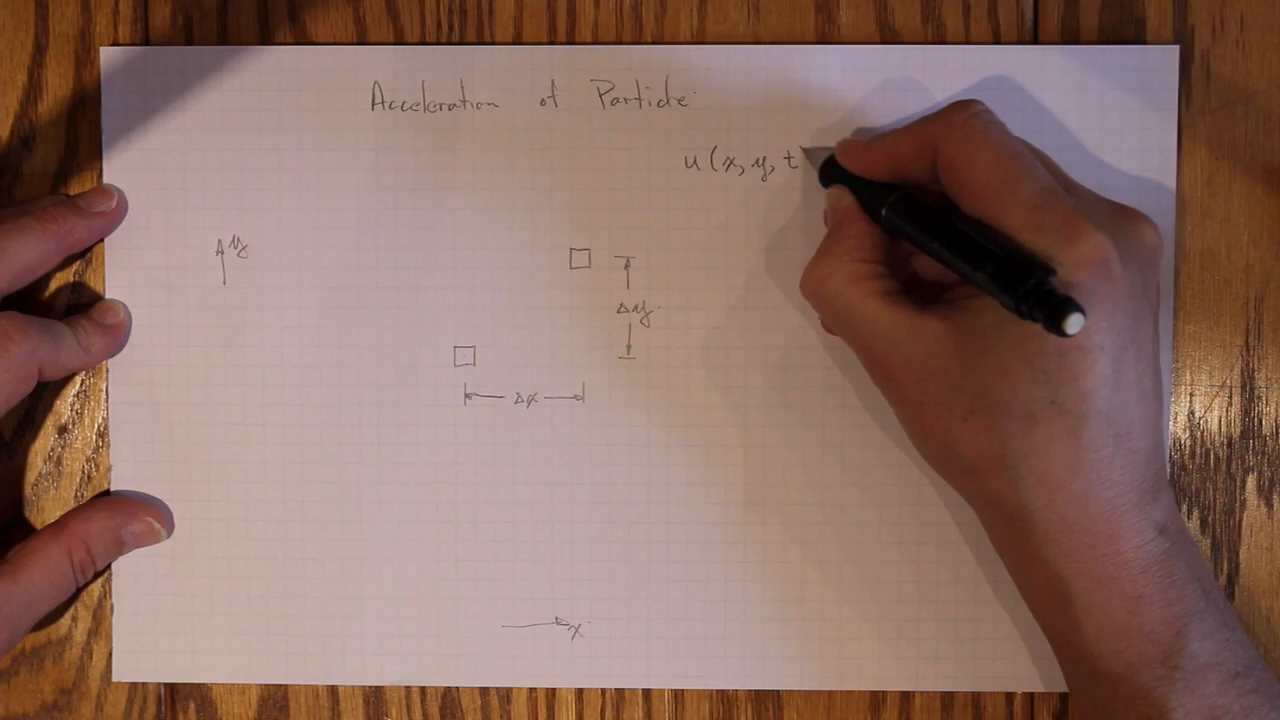 Acceleration of Particle
u(x, y, t
y
Δy
Δx
x